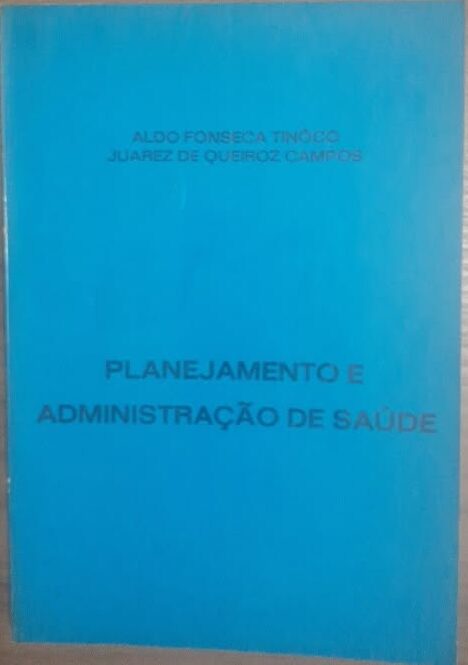 ALDO FONSECA TINÔCO
JUAREZ DE QUEIROZ CAMPOS
PLANEJAMENTO E
ADMINISTRAÇÃO DE SAÚDE